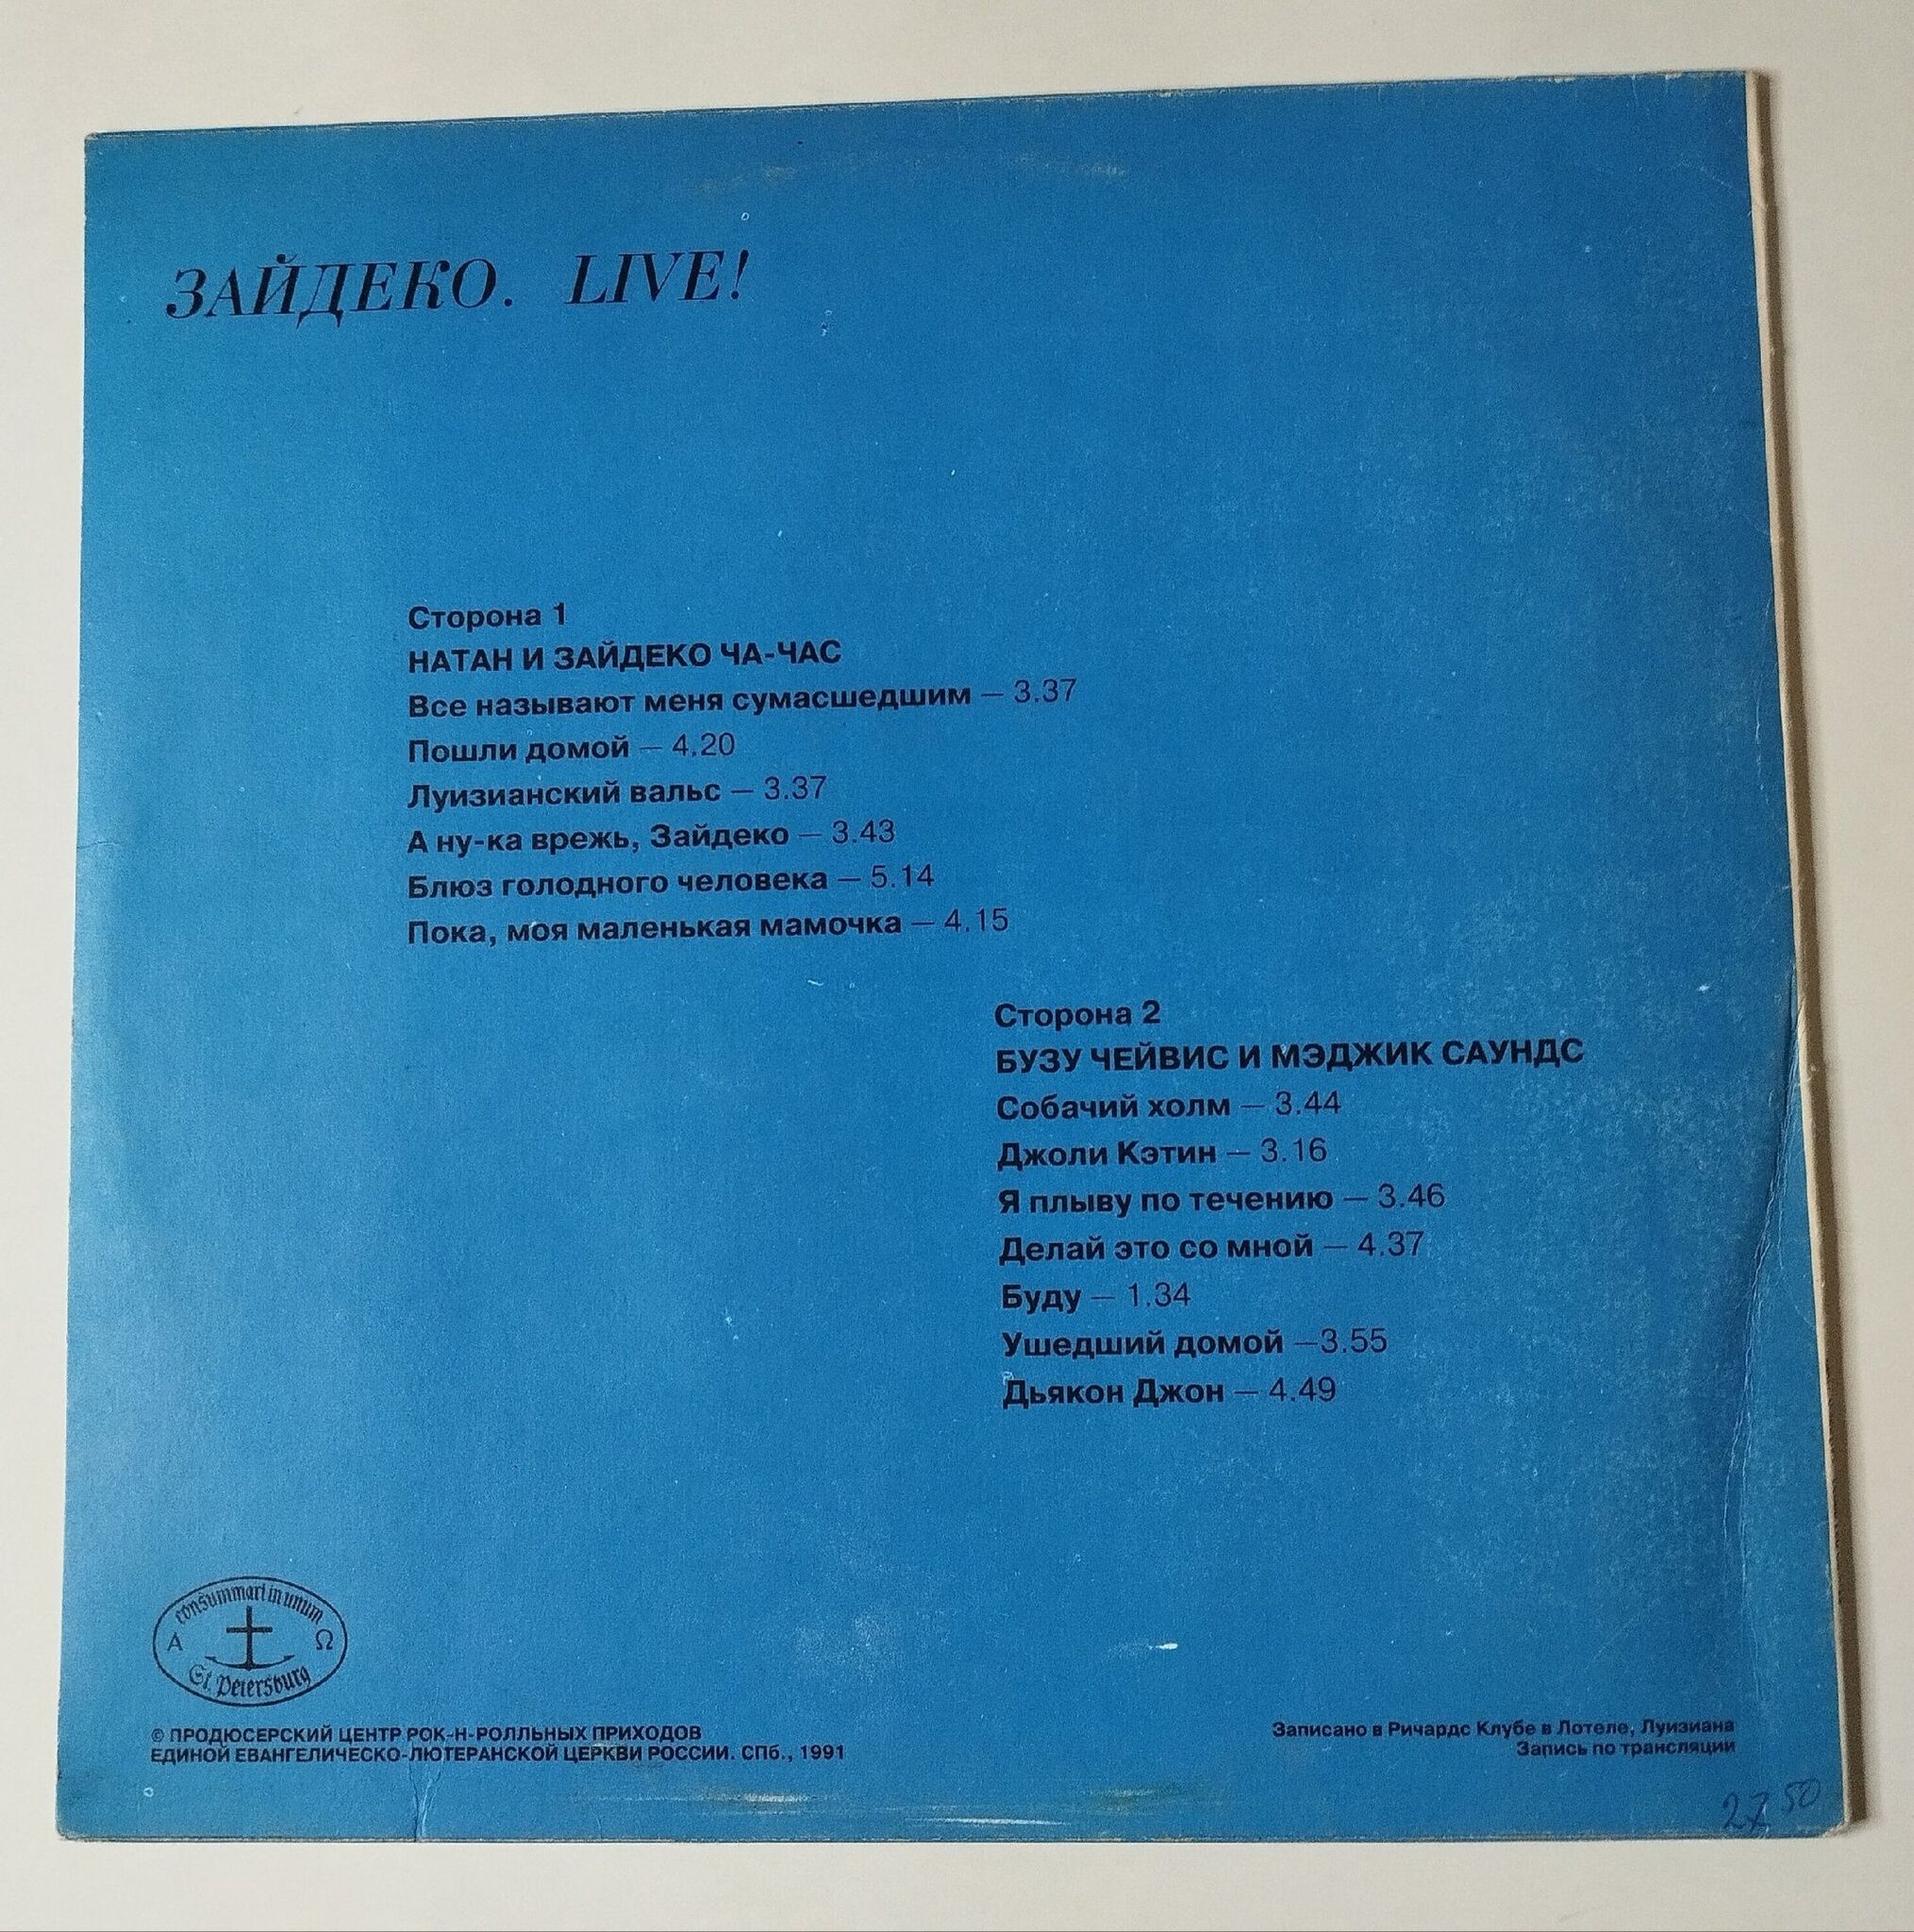 ЗАЙДЕКО. LIVE!
Сторона 1
НАТАН И ЗАЙДЕКО ЧА-ЧАС
Все называют меня сумасшедшим — 3.37
Пошли домой — 4.20
Луизианский вальс — 3.37
А ну-ка врежь, Зайдеко — 3.43
Блюз голодного человека — 5.14
Пока, моя маленькая мамочка — 4.15
Сторона 2
БУЗУ ЧЕЙВИС И МЭДЖИК САУНДС
Собачий холм — 3.44
Джоли Кэтин — 3.16
Я плыву по течению — 3.46
Делай это со мной — 4.37
Буду — 1.34
Ушедший домой —3.55
Дьякон Джон — 4.49
consummari in unum
Α Ω
St. Petersburg
© ПРОДЮСЕРСКИЙ ЦЕНТР РОК-Н-РОЛЛЬНЫХ ПРИХОДОВ
ЕДИНОЙ ЕВАНГЕЛИЧЕСКО-ЛЮТЕРАНСКОЙ ЦЕРКВИ РОССИИ. СПб., 1991
Записано в Ричардс Клубе в Лотеле, Луизиана
Запись по трансляции
27 50